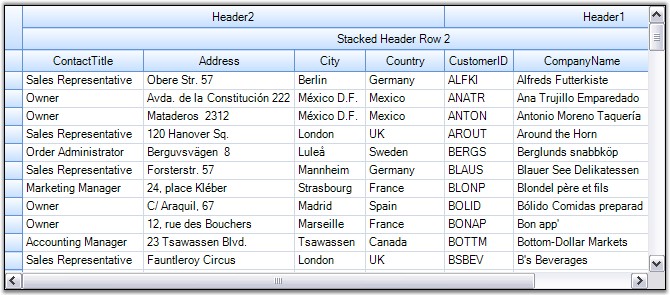 Header2 Header1
Stacked Header Row 2
ContactTitle Address City Country CustomerID CompanyName
Sales Representative Obere Str. 57 Berlin Germany ALFKI Alfreds Futterkiste
Owner Avda. de la Constitución 222 México D.F. Mexico ANATR Ana Trujillo Emparedado
Owner Mataderos 2312 México D.F. Mexico ANTON Antonio Moreno Taquería
Sales Representative 120 Hanover Sq. London UK AROUT Around the Horn
Order Administrator Berguvsvägen 8 Luleå Sweden BERGS Berglunds snabbköp
Sales Representative Forsterstr. 57 Mannheim Germany BLAUS Blauer See Delikatessen
Marketing Manager 24, place Kléber Strasbourg France BLONP Blondel père et fils
Owner C/ Araquil, 67 Madrid Spain BOLID Bólido Comidas preparad
Owner 12, rue des Bouchers Marseille France BONAP Bon app'
Accounting Manager 23 Tsawassen Blvd. Tsawassen Canada BOTTM Bottom-Dollar Markets
Sales Representative Fauntleroy Circus London UK BSBEV B's Beverages